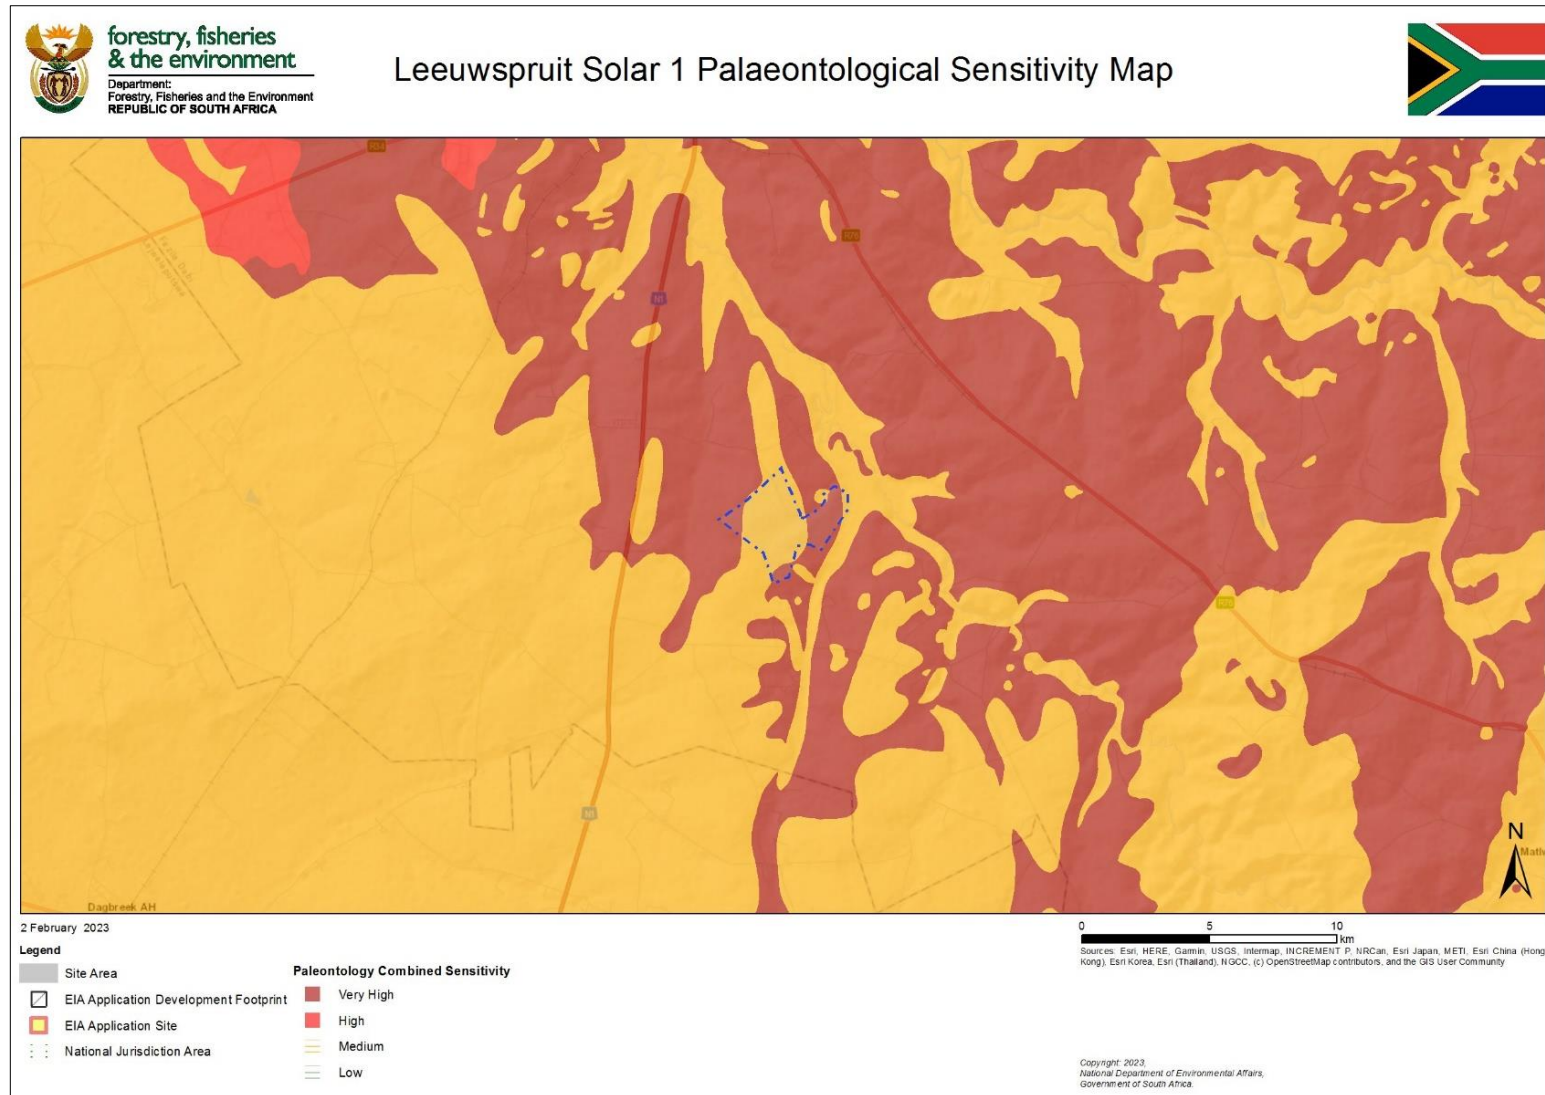 forestry, fisheries
& the environment
Department:
Forestry, Fisheries and the Environment
REPUBLIC OF SOUTH AFRICA
Leeuwspruit Solar 1 Palaeontological Sensitivity Map
R34
R76
N1
R76
N1
N
Dagbreek AH
2 February 2023
Legend
Site Area
EIA Application Development Footprint
EIA Application Site
National Jurisdiction Area
Paleontology Combined Sensitivity
Very High
High
Medium
Low
0 5 10
km
Sources: Esri, HERE, Garmin, USGS, Intermap, INCREMENT P, NRCan, Esri Japan, METI, Esri China (Hong
Kong), Esri Korea, Esri (Thailand), NGCC, (c) OpenStreetMap contributors, and the GIS User Community
Copyright: 2023,
National Department of Environmental Affairs,
Government of South Africa.